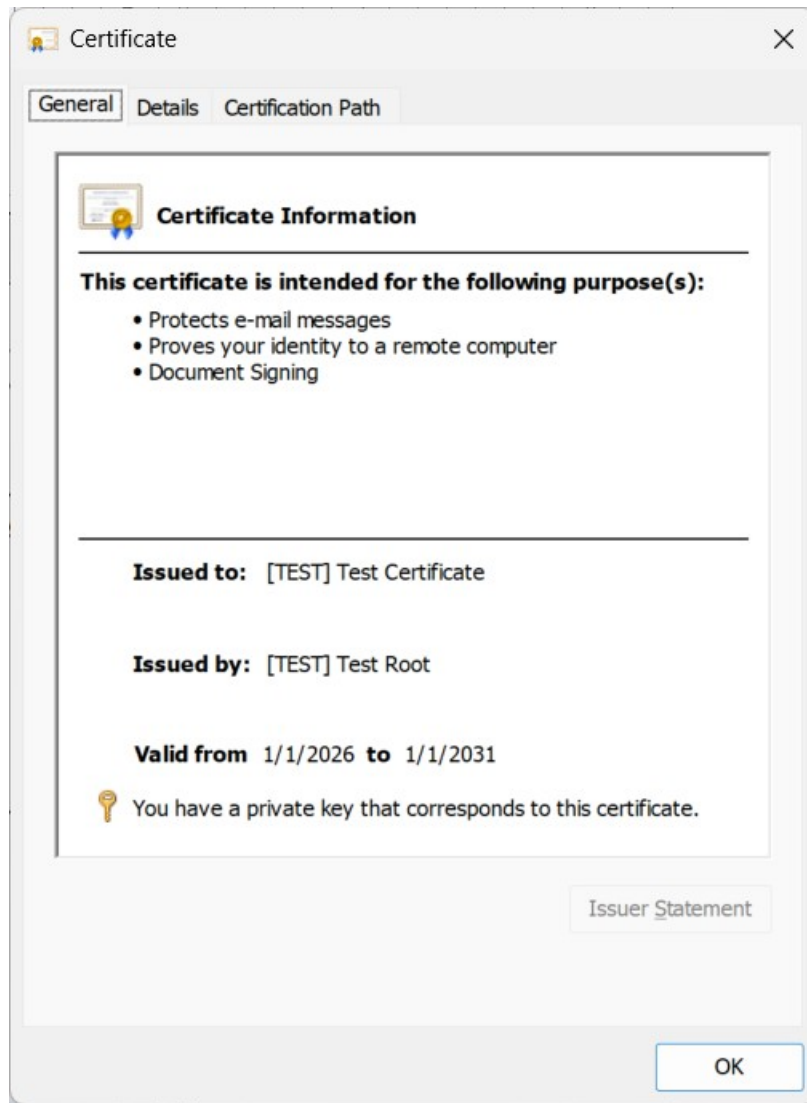 Certificate
General Details Certification Path
Certificate Information
This certificate is intended for the following purpose(s):
• Protects e-mail messages
• Proves your identity to a remote computer
• Document Signing
Issued to: [TEST] Test Certificate
Issued by: [TEST] Test Root
Valid from 1/1/2026 to 1/1/2031
You have a private key that corresponds to this certificate.
Issuer Statement
OK